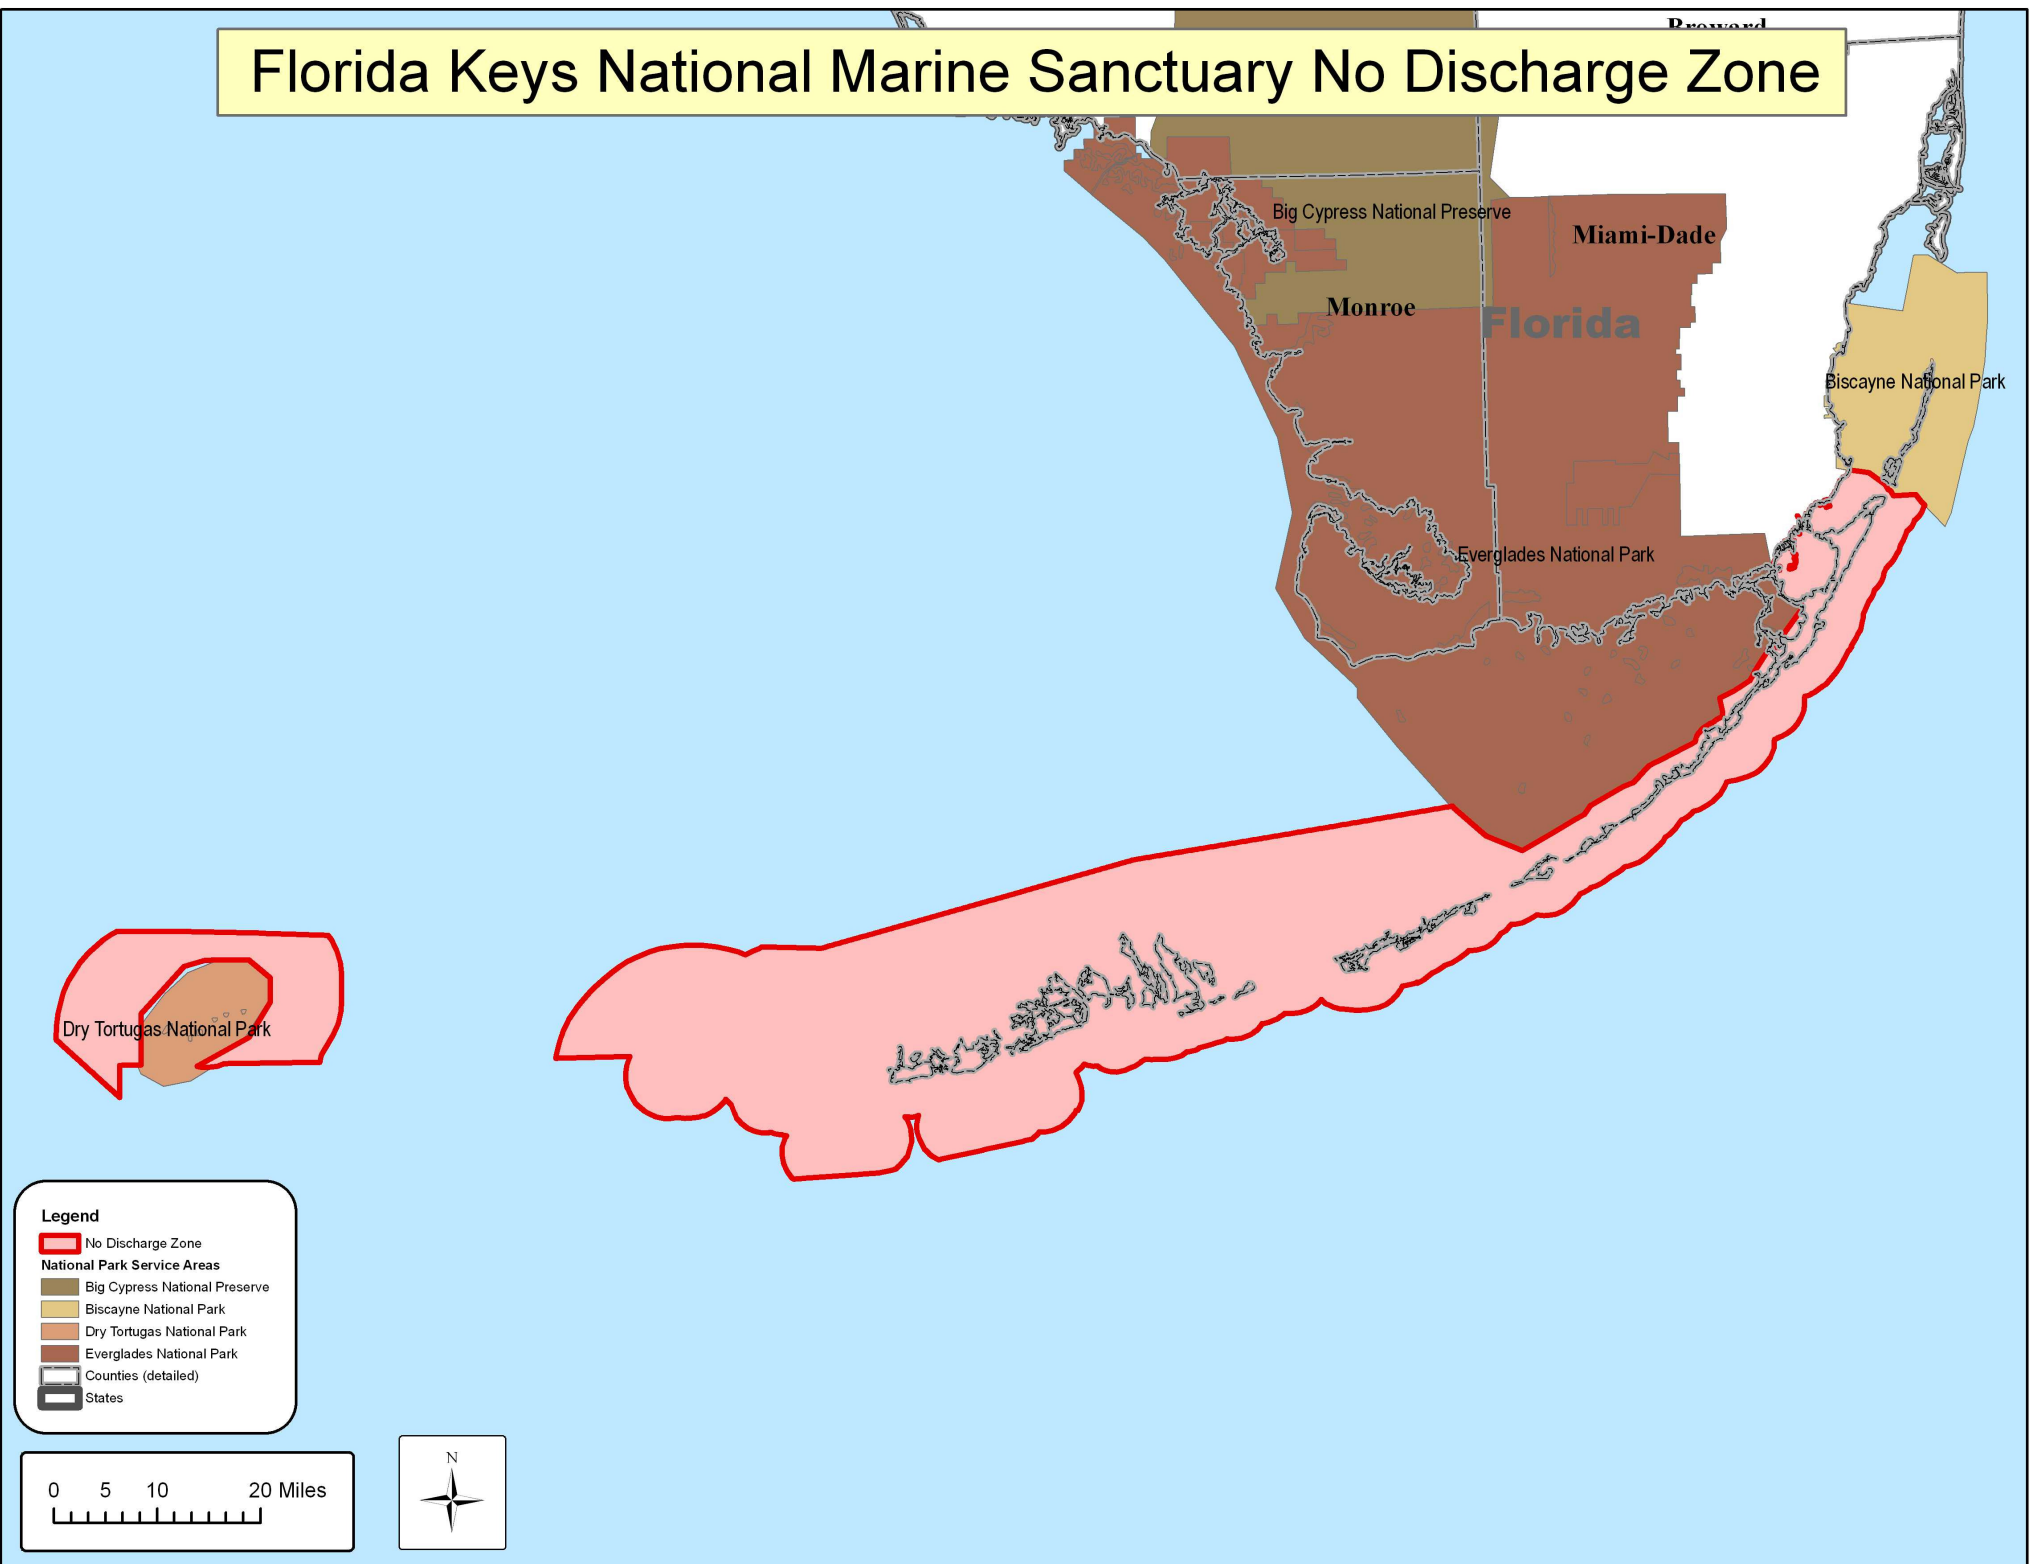 Broward
Florida Keys National Marine Sanctuary No Discharge Zone
Big Cypress National Preserve
Miami-Dade
Monroe
Florida
Biscayne National Park
Everglades National Park
Dry Tortugas National Park
Legend
No Discharge Zone
National Park Service Areas
Big Cypress National Preserve
Biscayne National Park
Dry Tortugas National Park
Everglades National Park
Counties (detailed)
States
0 5 10 20 Miles
N